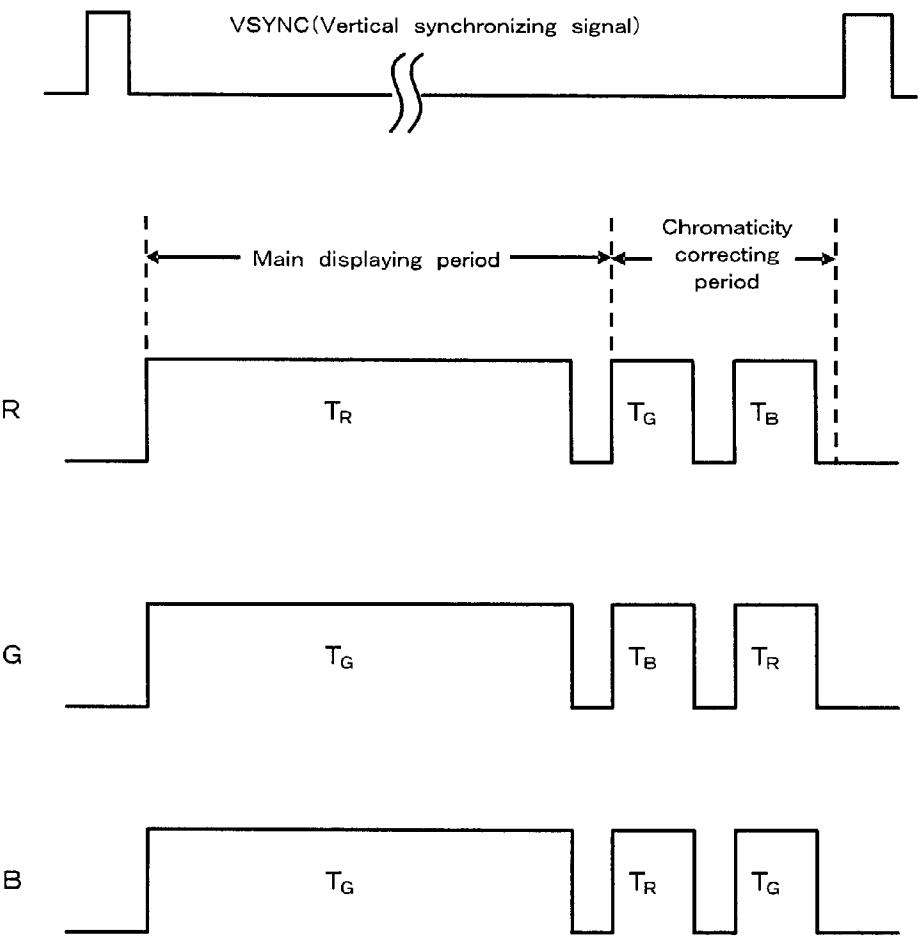 VSYNC(Vertical synchronizing signal)
Main displaying period
Chromaticity
correcting
period
R
T_R
T_G
T_B
G
T_G
T_B
T_R
B
T_G
T_R
T_G